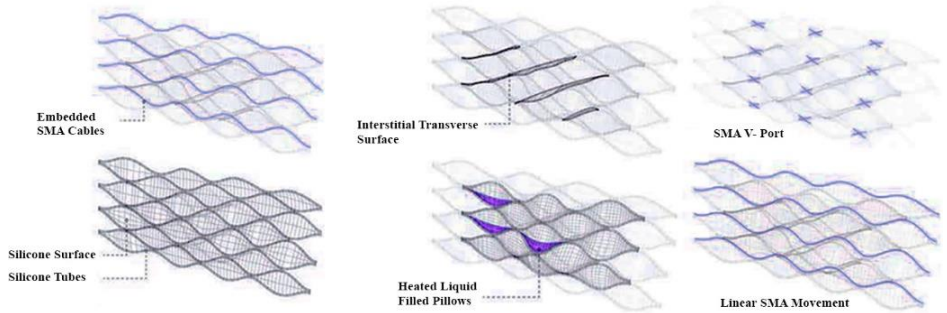 Embedded
SMA Cables
Interstitial Transverse
Surface
SMA V- Port
Silicone Surface
Silicone Tubes
Heated Liquid
Filled Pillows
Linear SMA Movement